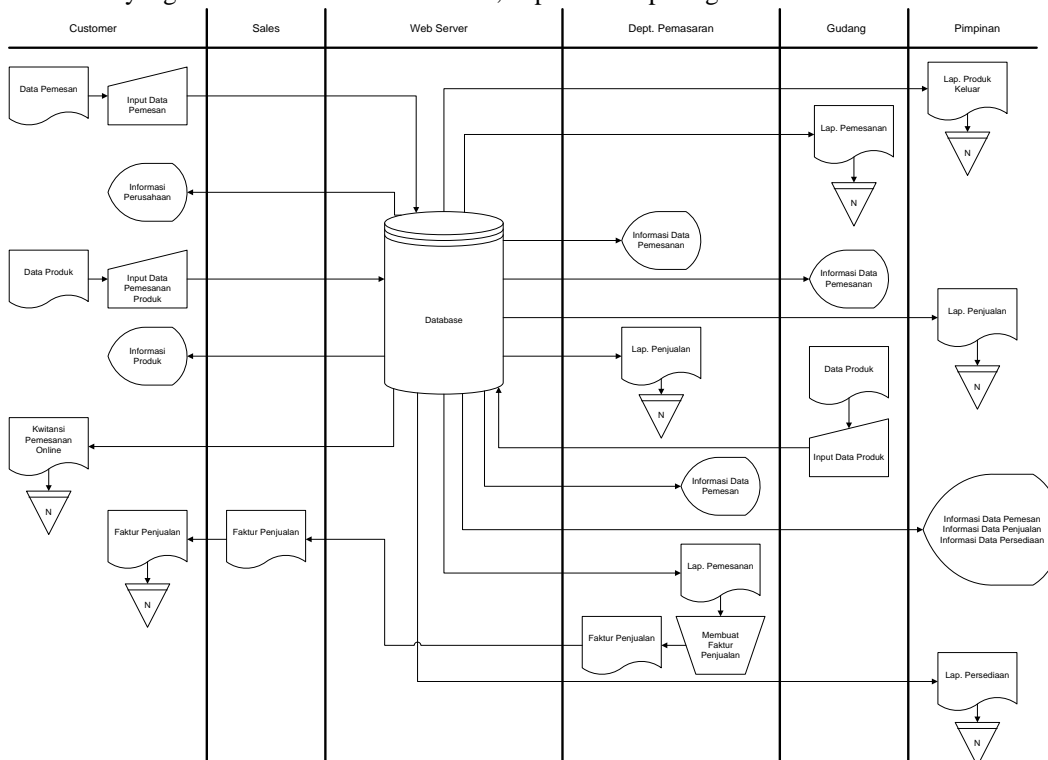 Customer
Sales
Web Server
Dept. Pemasaran
Gudang
Pimpinan
Data Pemesan
Input Data
Pemesan
Lap. Produk
Keluar
N
Lap. Pemesanan
N
Informasi
Perusahaan
Informasi Data
Pemesanan
Data Produk
Input Data
Pemesanan
Produk
Informasi Data
Pemesanan
Database
Lap. Penjualan
N
Informasi
Produk
Lap. Penjualan
N
Data Produk
Input Data Produk
Kwitansi
Pemesanan
Online
N
Informasi Data
Pemesan
Informasi Data Pemesan
Informasi Data Penjualan
Informasi Data Persediaan
Faktur Penjualan
N
Faktur Penjualan
Lap. Pemesanan
Membuat
Faktur
Penjualan
Faktur Penjualan
Lap. Persediaan
N